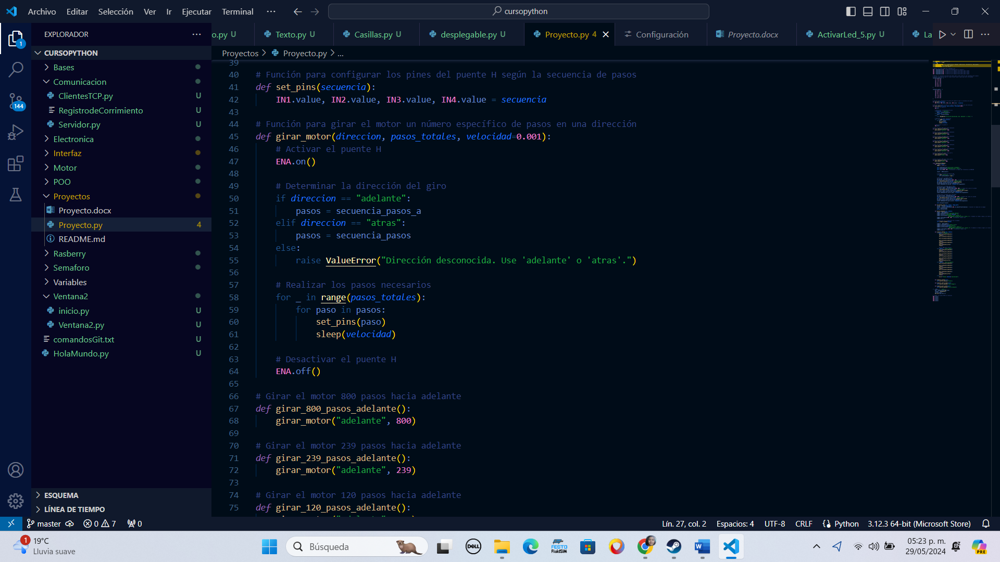 Archivo Editar Selección Ver Ir Ejecutar Terminal ··· cursopython
EXPLORADOR ···
o.py U Texto.py U Casillas.py U desplegable.py U Proyecto.py 4 Configuración Proyecto.docx ActivarLed_5.py U La ···
Proyectos > Proyecto.py > ...
1
144
CURSOPYTHON
Bases
Comunicacion
ClientesTCP.py U
RegistrodeCorrimiento U
Servidor.py U
Electronica
Interfaz
Motor
POO
Proyectos
Proyecto.docx
Proyecto.py 4
README.md
Rasberry
Semaforo
Variables
Ventana2
inicio.py U
Ventana2.py U
comandosGit.txt U
HolaMundo.py U
ESQUEMA
LÍNEA DE TIEMPO
39
40 # Función para configurar los pines del puente H según la secuencia de pasos
41 def set_pins(secuencia):
42 IN1.value, IN2.value, IN3.value, IN4.value = secuencia
43
44 # Función para girar el motor un número específico de pasos en una dirección
45 def girar_motor(direccion, pasos_totales, velocidad=0.001):
46 # Activar el puente H
47 ENA.on()
48
49 # Determinar la dirección del giro
50 if direccion == "adelante":
51 pasos = secuencia_pasos_a
52 elif direccion == "atras":
53 pasos = secuencia_pasos
54 else:
55 raise ValueError("Dirección desconocida. Use 'adelante' o 'atras'.")
56
57 # Realizar los pasos necesarios
58 for _ in range(pasos_totales):
59 for paso in pasos:
60 set_pins(paso)
61 sleep(velocidad)
62
63 # Desactivar el puente H
64 ENA.off()
65
66 # Girar el motor 800 pasos hacia adelante
67 def girar_800_pasos_adelante():
68 girar_motor("adelante", 800)
69
70 # Girar el motor 239 pasos hacia adelante
71 def girar_239_pasos_adelante():
72 girar_motor("adelante", 239)
73
74 # Girar el motor 120 pasos hacia adelante
75 def girar_120_pasos_adelante():
master 0 7 0 Lín. 27, col. 2 Espacios: 4 UTF-8 CRLF Python 3.12.3 64-bit (Microsoft Store)
1 19°C
Lluvia suave
Búsqueda
DELL
FESTO
FluidSIM
W
05:23 p. m.
29/05/2024
PRE